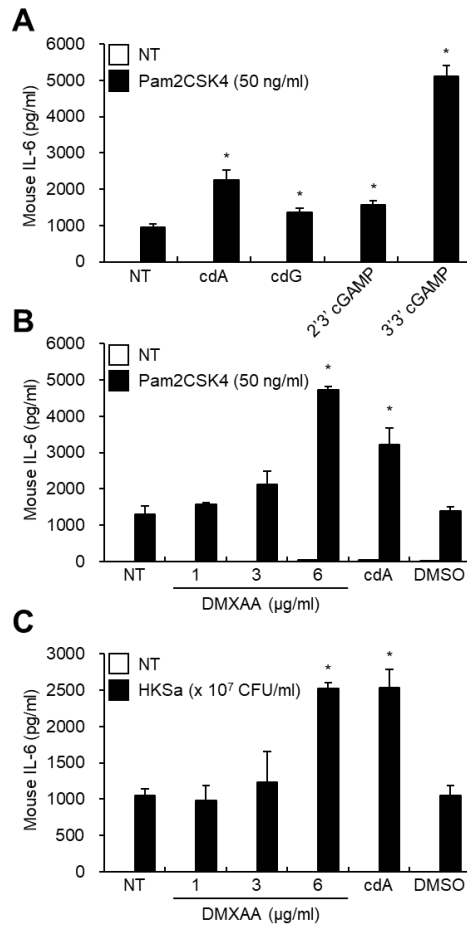 A
Mouse IL-6 (pg/ml)
6000
5000
4000
3000
2000
1000
0
NT
Pam2CSK4 (50 ng/ml)
* * * *
NT cdA cdG 2'3' cGAMP 3'3' cGAMP
B
Mouse IL-6 (pg/ml)
6000
5000
4000
3000
2000
1000
0
NT
Pam2CSK4 (50 ng/ml)
* *
NT 1 3 6 cdA DMSO
DMXAA (µg/ml)
C
Mouse IL-6 (pg/ml)
3000
2500
2000
1500
1000
500
0
NT
HKSa (x 10⁷ CFU/ml)
* *
NT 1 3 6 cdA DMSO
DMXAA (µg/ml)